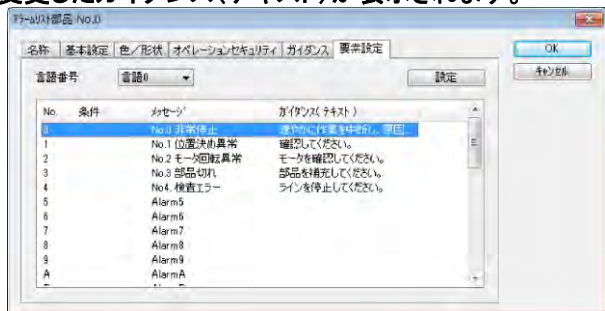 変更したガイダンス(テキスト)が表示されます。
アラームリスト部品 No.0
名称 基本設定 色/形状 オペレーションセキュリティ ガイダンス 要素設定
OK
キャンセル
言語番号 言語0 設定
No. 条件 メッセージ ガイダンス(テキスト)
0 No.0 非常停止 速やかに作業を中断し、原因
1 No.1 位置決め異常 確認してください。
2 No.2 モータ回転異常 モータを確認してください。
3 No.3 部品切れ 部品を補充してください。
4 No4. 検査エラー ラインを停止してください。
5 Alarm5
6 Alarm6
7 Alarm7
8 Alarm8
9 Alarm9
A AlarmA